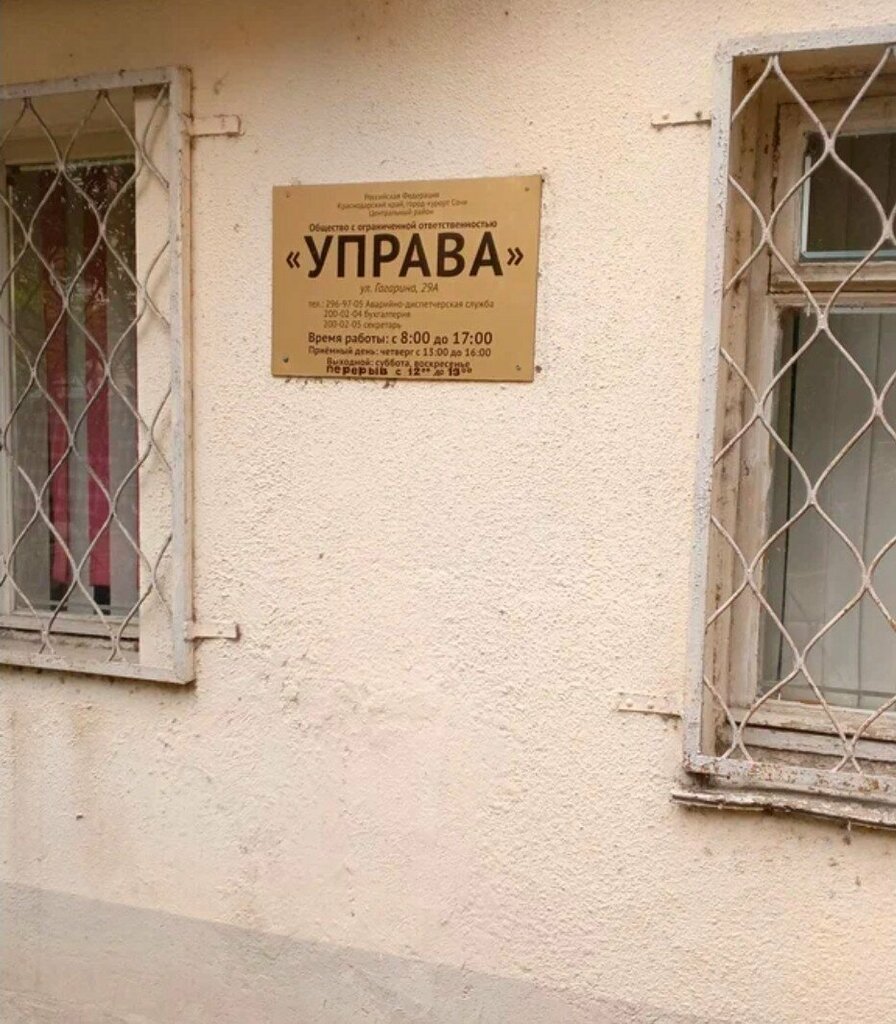 Российская Федерация
Краснодарский край, город-курорт Сочи
Центральный район
Общество с ограниченной ответственностью
«УПРАВА»
ул. Гагарина, 29А
тел.: 296-97-05 Аварийно-диспетчерская служба
200-02-04 бухгалтерия
200-02-05 секретарь
Время работы: с 8:00 до 17:00
Приёмный день: четверг с 13:00 до 16:00
Выходной: суббота, воскресенье
перерыв с 12⁰⁰ до 13⁰⁰